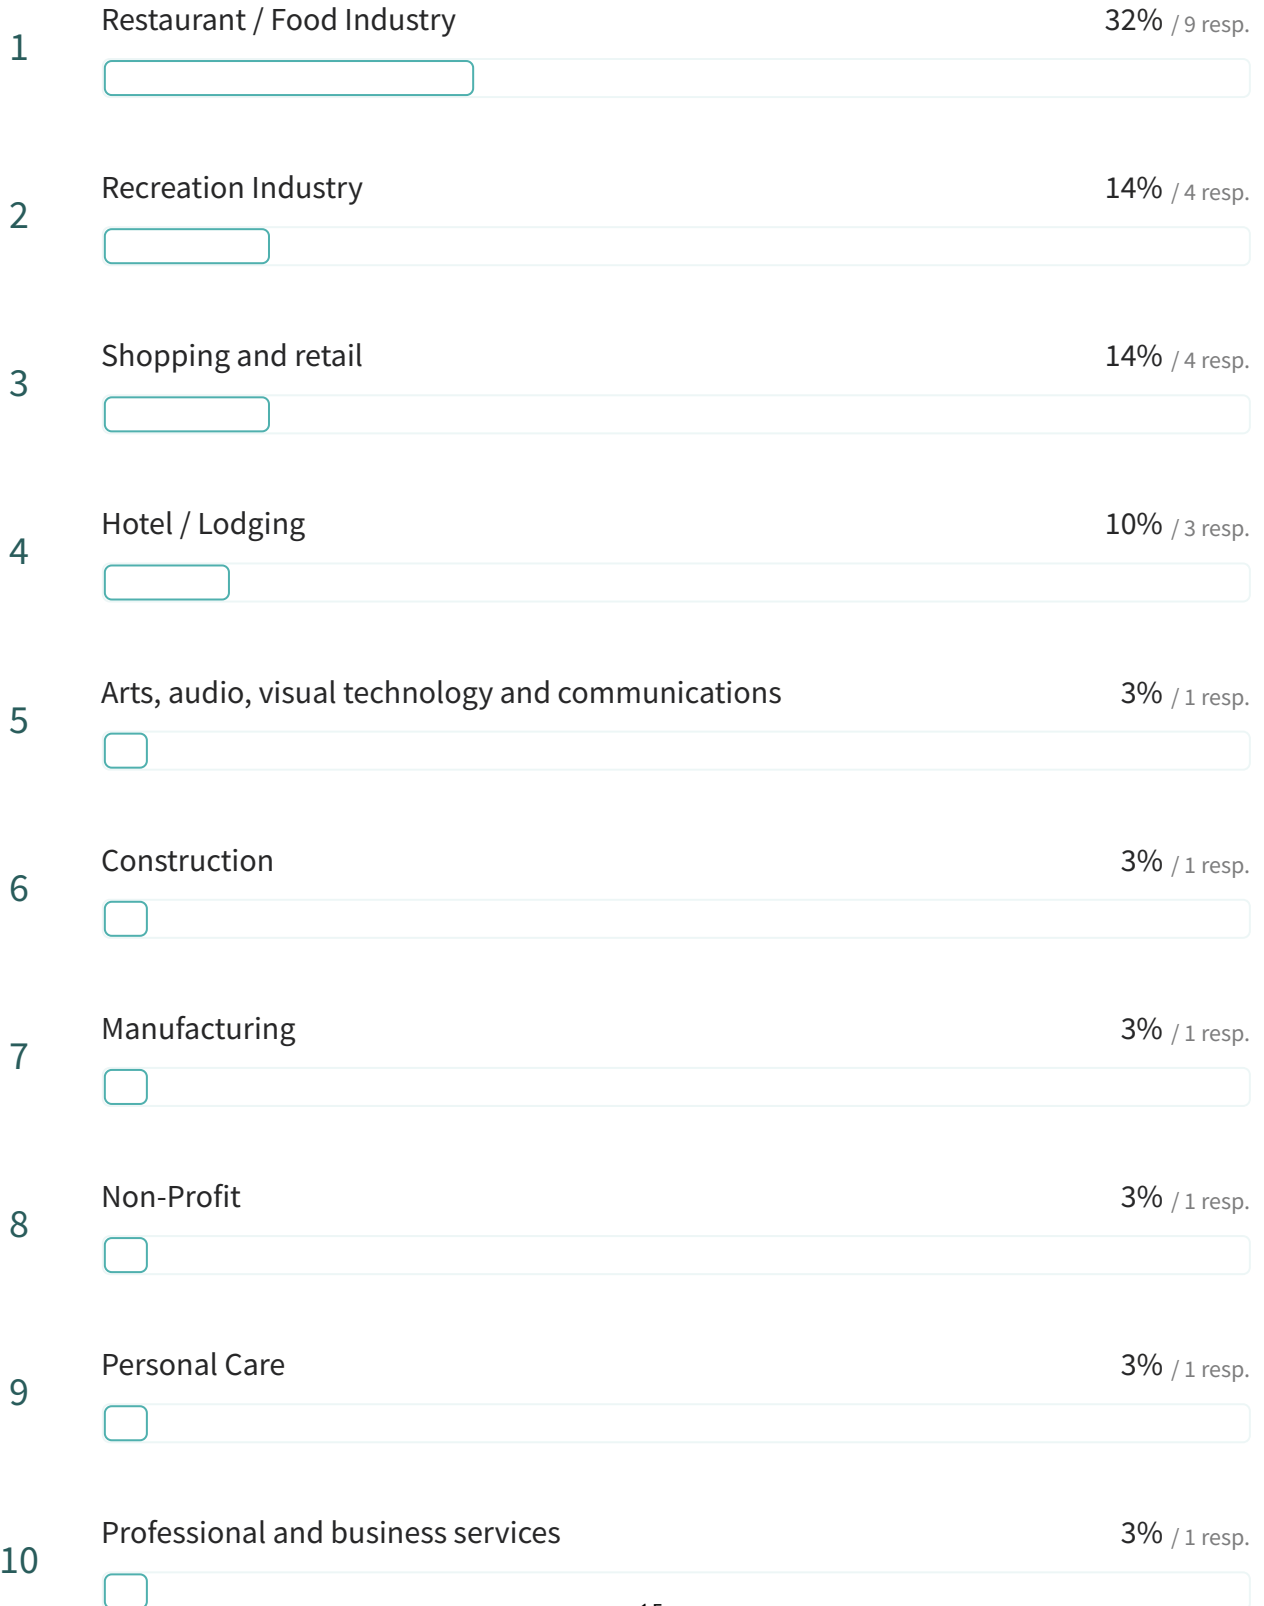 Restaurant / Food Industry 32% / 9 resp.
1
Recreation Industry 14% / 4 resp.
2
Shopping and retail 14% / 4 resp.
3
Hotel / Lodging 10% / 3 resp.
4
Arts, audio, visual technology and communications 3% / 1 resp.
5
Construction 3% / 1 resp.
6
Manufacturing 3% / 1 resp.
7
Non-Profit 3% / 1 resp.
8
Personal Care 3% / 1 resp.
9
Professional and business services 3% / 1 resp.
10